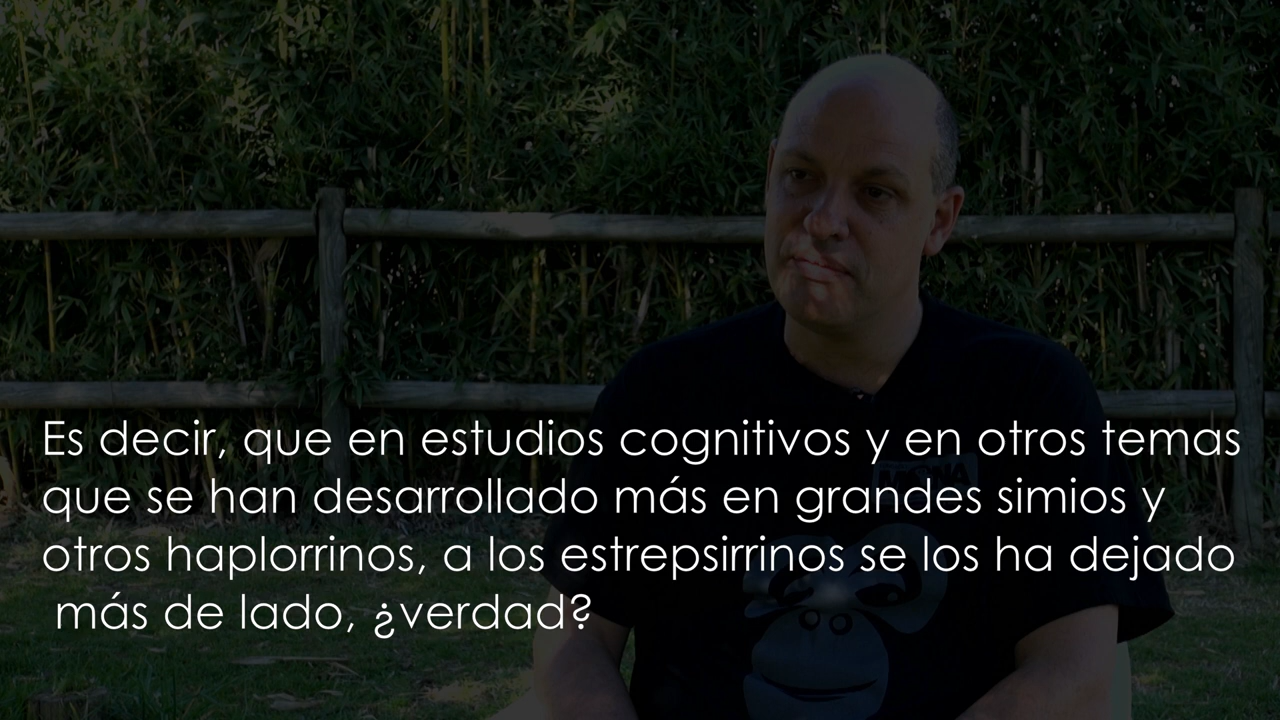 Es decir, que en estudios cognitivos y en otros temas
que se han desarrollado más en grandes simios y
otros haplorrinos, a los estrepsirrinos se los ha dejado
más de lado, ¿verdad?